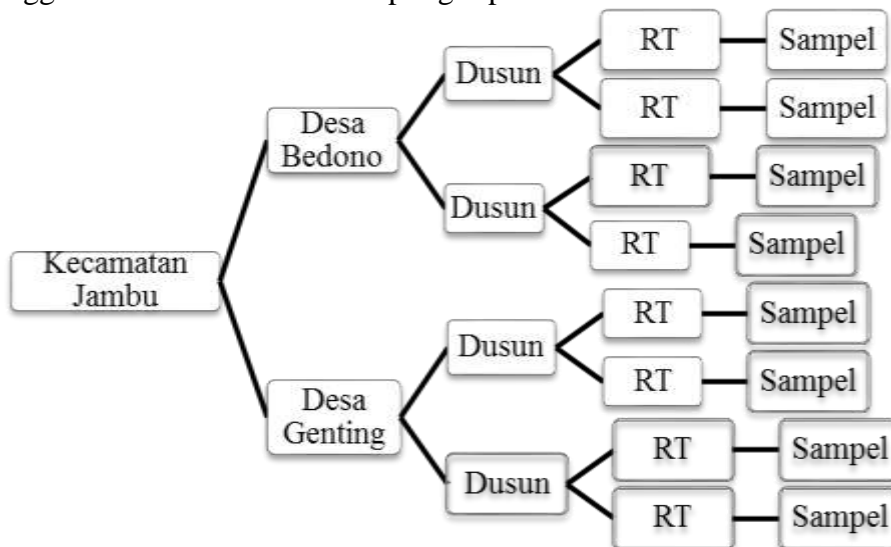 RT
Sampel
Dusun
RT
Sampel
Desa
Bedono
RT
Sampel
Dusun
RT
Sampel
Kecamatan
Jambu
RT
Sampel
Dusun
RT
Sampel
Desa
Genting
RT
Sampel
Dusun
RT
Sampel